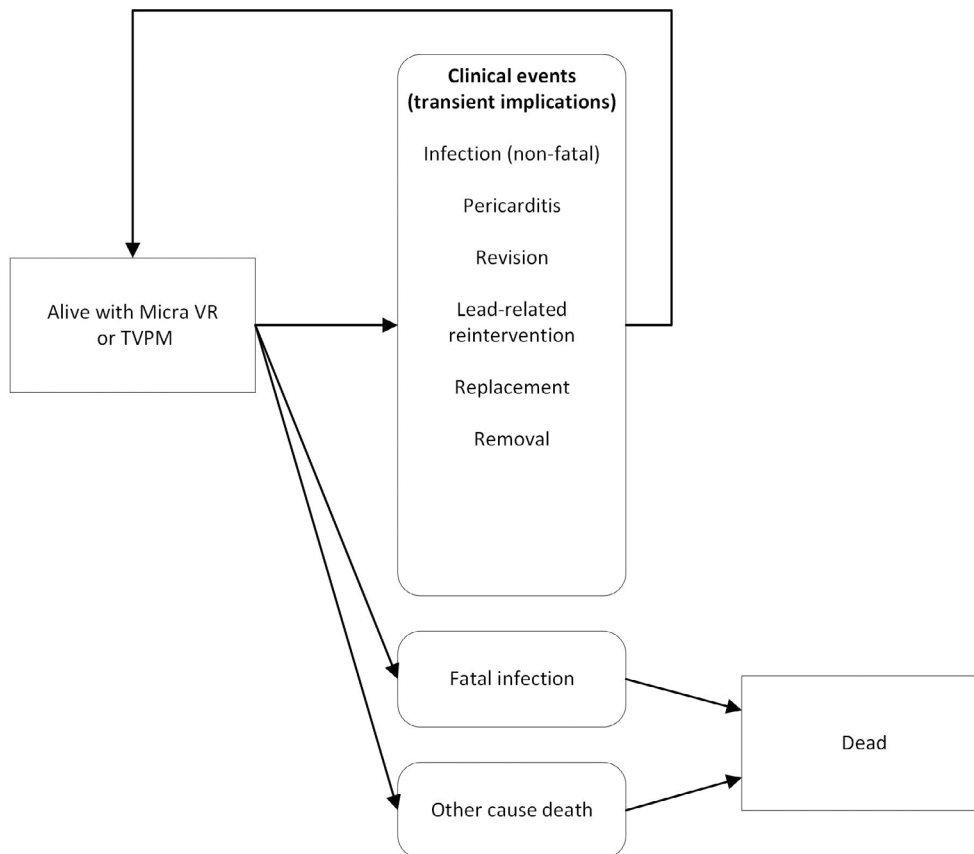 Clinical events
(transient implications)
Infection (non-fatal)
Pericarditis
Revision
Lead-related
reintervention
Replacement
Removal
Alive with Micra VR
or TVPM
Fatal infection
Dead
Other cause death